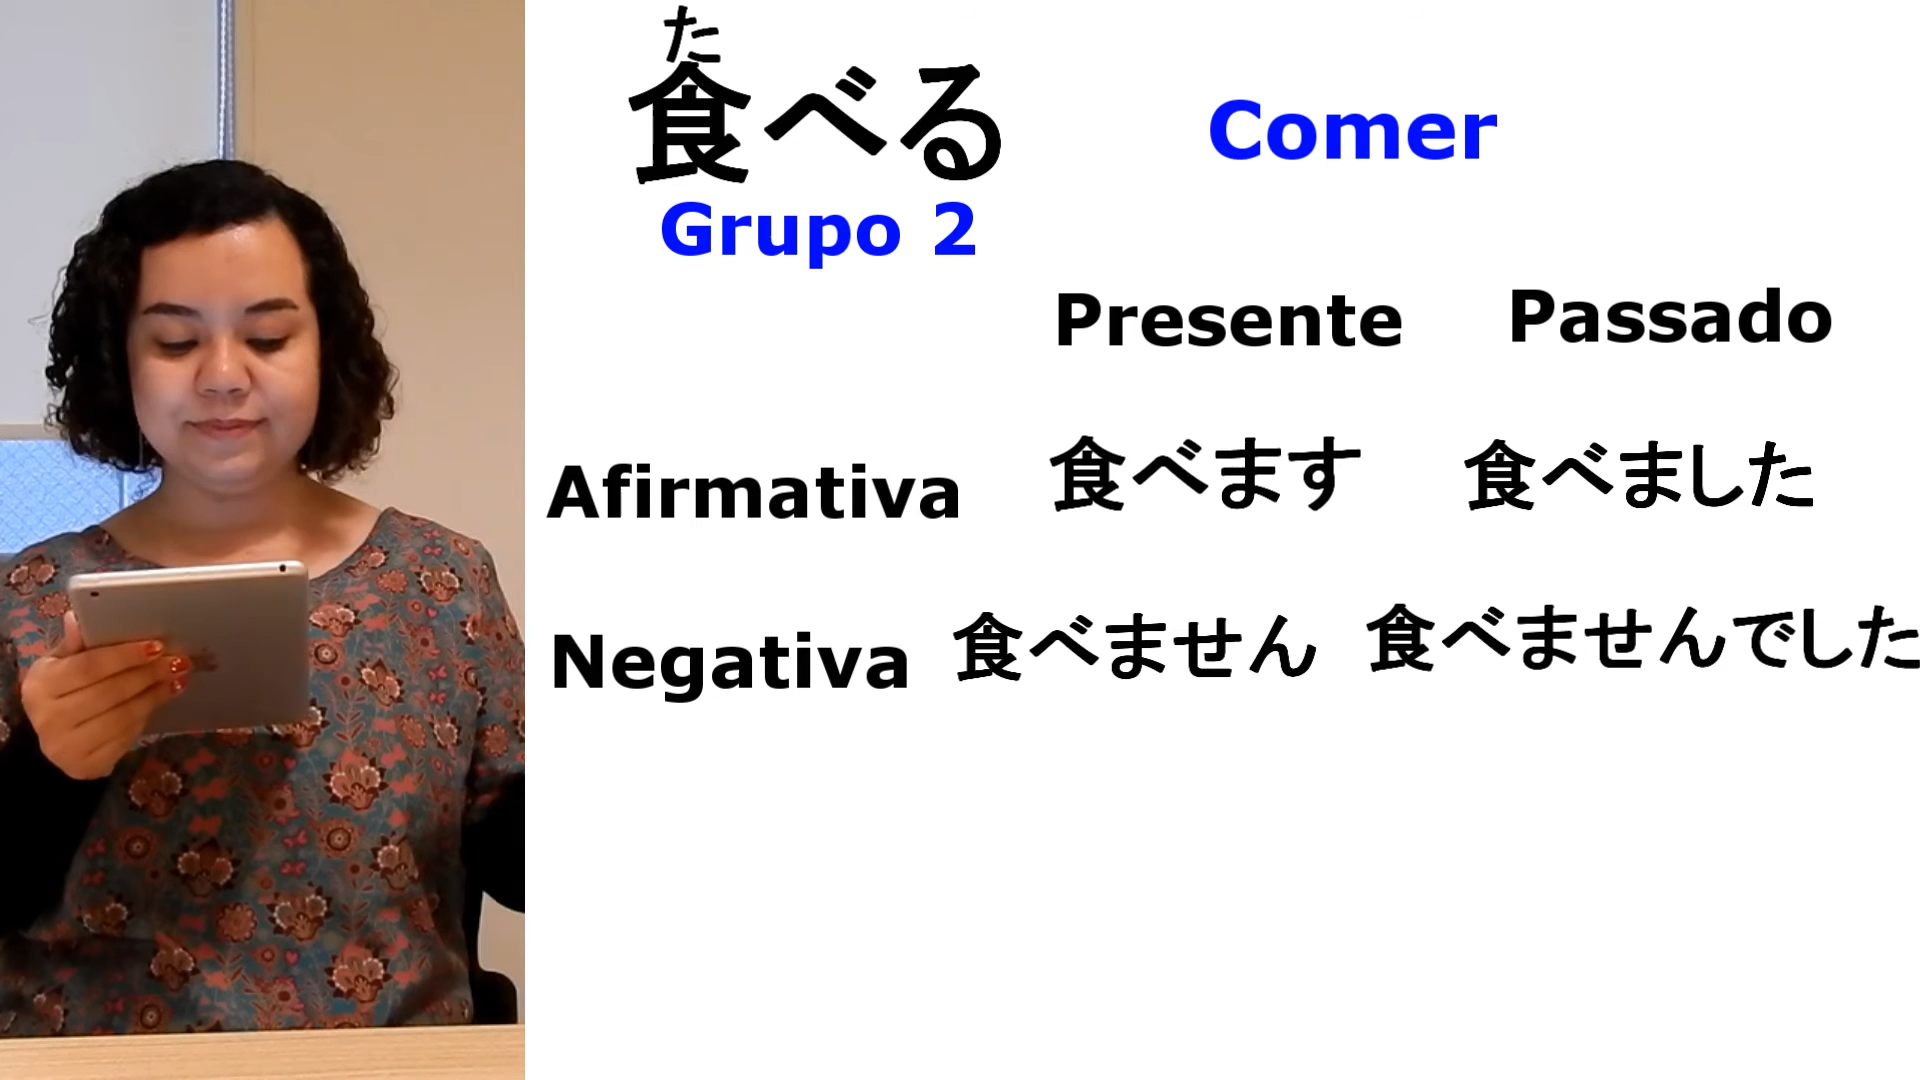 た
食べる
Comer
Grupo 2
Presente Passado
Afirmativa 食べます 食べました
Negativa 食べません 食べませんでした